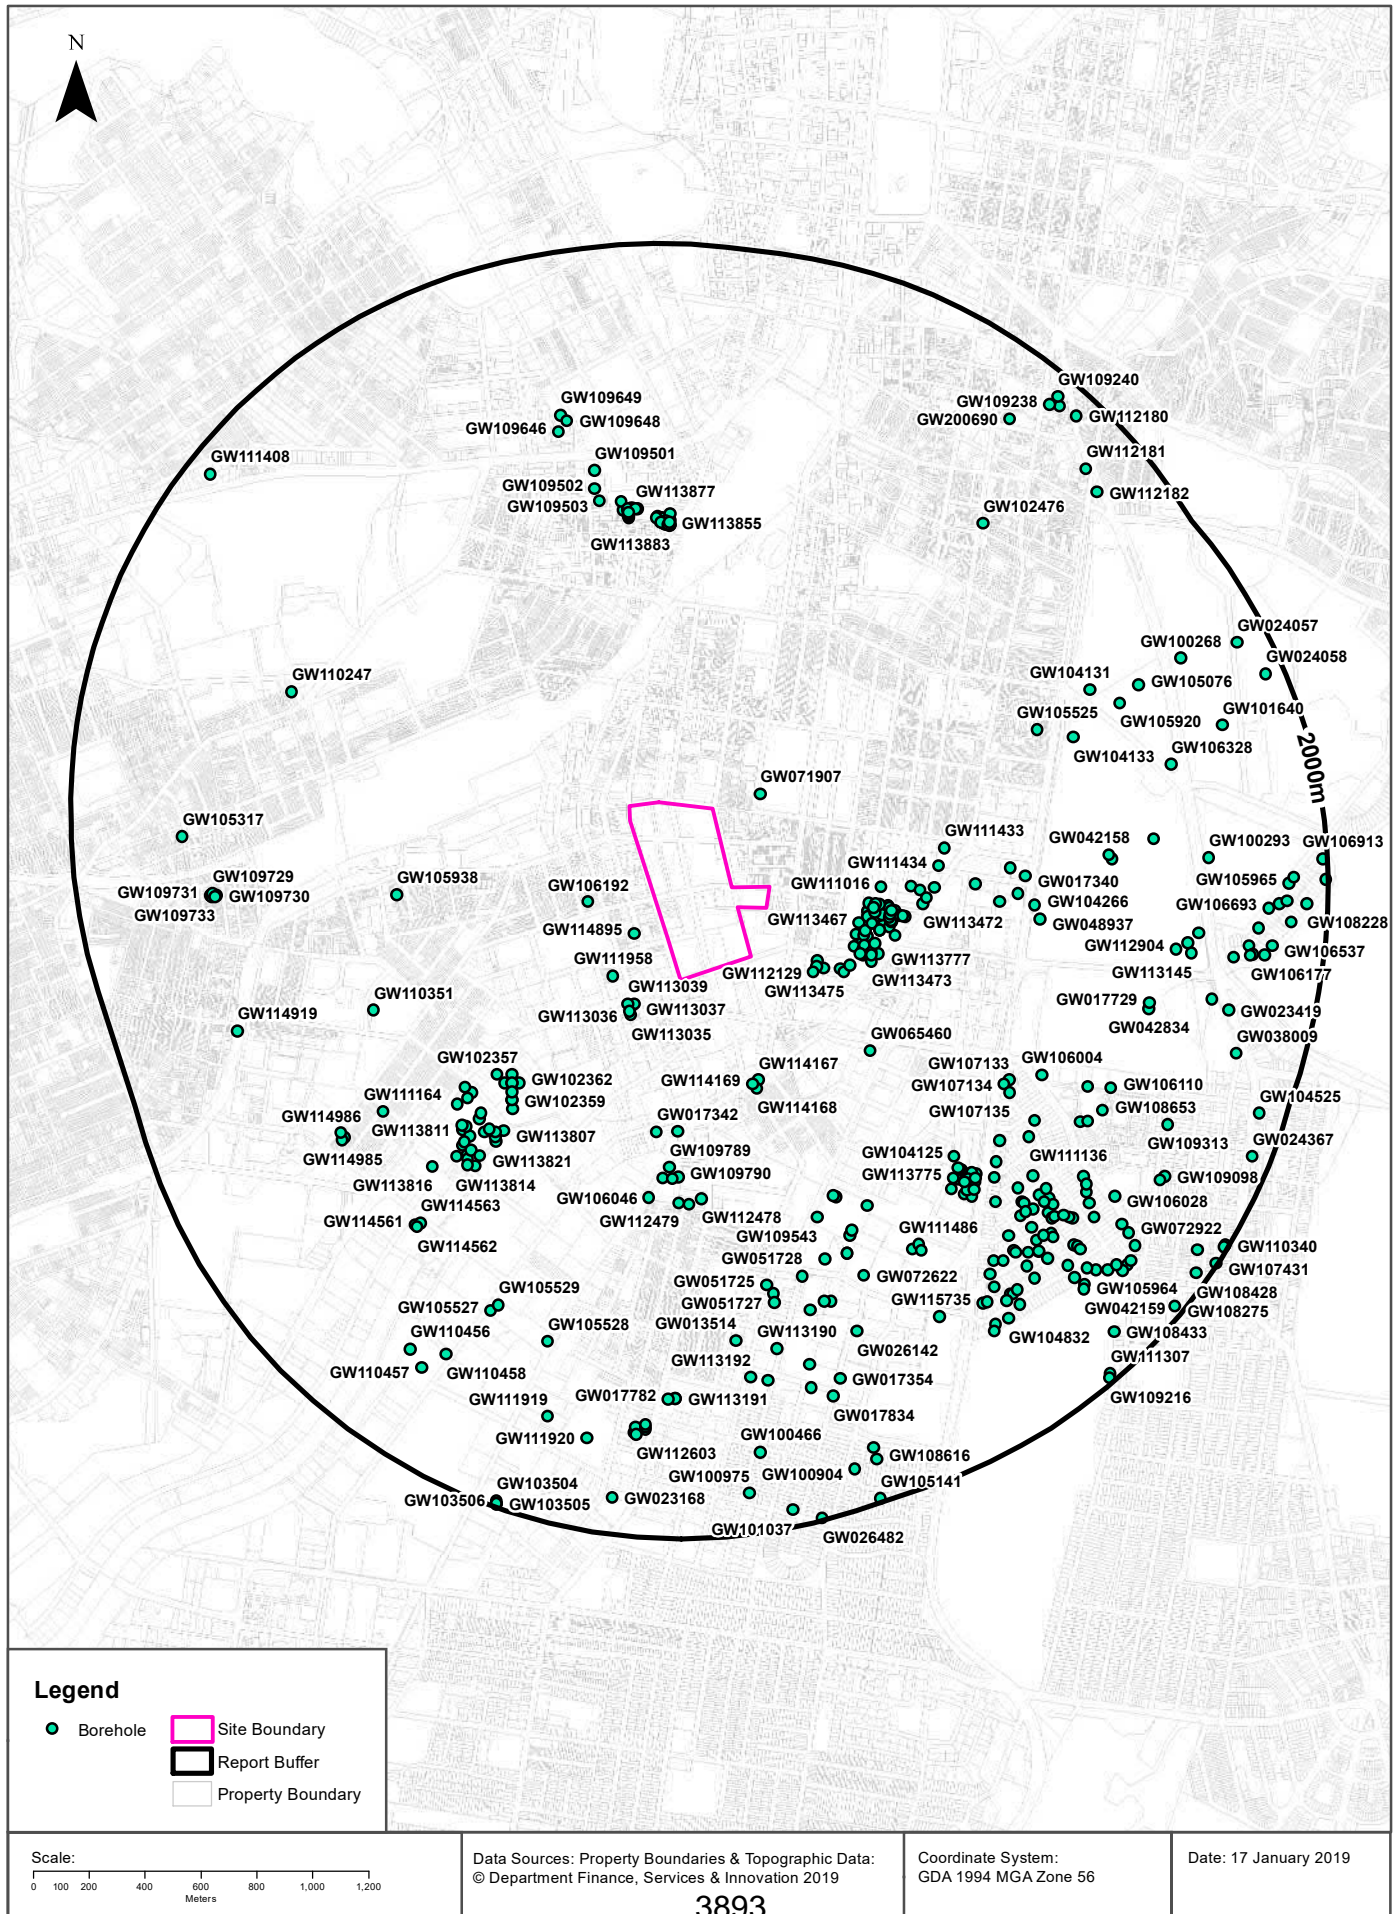 N
GW109240
GW109649
GW109238
GW109648
GW112180
GW200690
GW109646
GW109501
GW112181
GW111408
GW109502
GW113877
GW112182
GW109503
GW102476
GW113855
GW113883
GW024057
GW100268
GW024058
GW110247
GW104131
GW105076
GW101640
GW105525
GW105920
GW106328
2000m
GW104133
GW071907
GW105317
GW111433
GW042158
GW100293
GW106913
GW111434
GW109729
GW105938
GW106192
GW111016
GW017340
GW105965
GW109731
GW109730
GW104266
GW106693
GW109733
GW113467
GW113472
GW048937
GW108228
GW114895
GW112904
GW106537
GW111958
GW113777
GW112129
GW113145
GW106177
GW113039
GW113475
GW113473
GW110351
GW017729
GW114919
GW113036
GW113037
GW023419
GW042834
GW113035
GW065460
GW038009
GW102357
GW114167
GW107133
GW106004
GW102362
GW114169
GW107134
GW106110
GW111164
GW102359
GW114168
GW104525
GW114986
GW017342
GW107135
GW108653
GW113811
GW113807
GW109313
GW024367
GW109789
GW104125
GW114985
GW113821
GW111136
GW109790
GW113775
GW109098
GW113816
GW113814
GW106046
GW106028
GW114563
GW112479
GW112478
GW114561
GW109543
GW111486
GW072922
GW114562
GW110340
GW051728
GW107431
GW105529
GW051725
GW072622
GW105964
GW108428
GW105527
GW051727
GW115735
GW042159
GW108275
GW105528
GW013514
GW113190
GW110456
GW104832
GW108433
GW026142
GW110457
GW110458
GW113192
GW111307
GW017354
GW111919
GW017782
GW113191
GW109216
GW017834
GW111920
GW100466
GW112603
GW108616
GW100975
GW100904
GW103504
GW105141
GW103506
GW103505
GW023168
GW101037
GW026482
Legend
Borehole
Site Boundary
Report Buffer
Property Boundary
Scale:
0 100 200 400 600 800 1,000 1,200
Meters
Data Sources: Property Boundaries & Topographic Data:
© Department Finance, Services & Innovation 2019
3893
Coordinate System:
GDA 1994 MGA Zone 56
Date: 17 January 2019